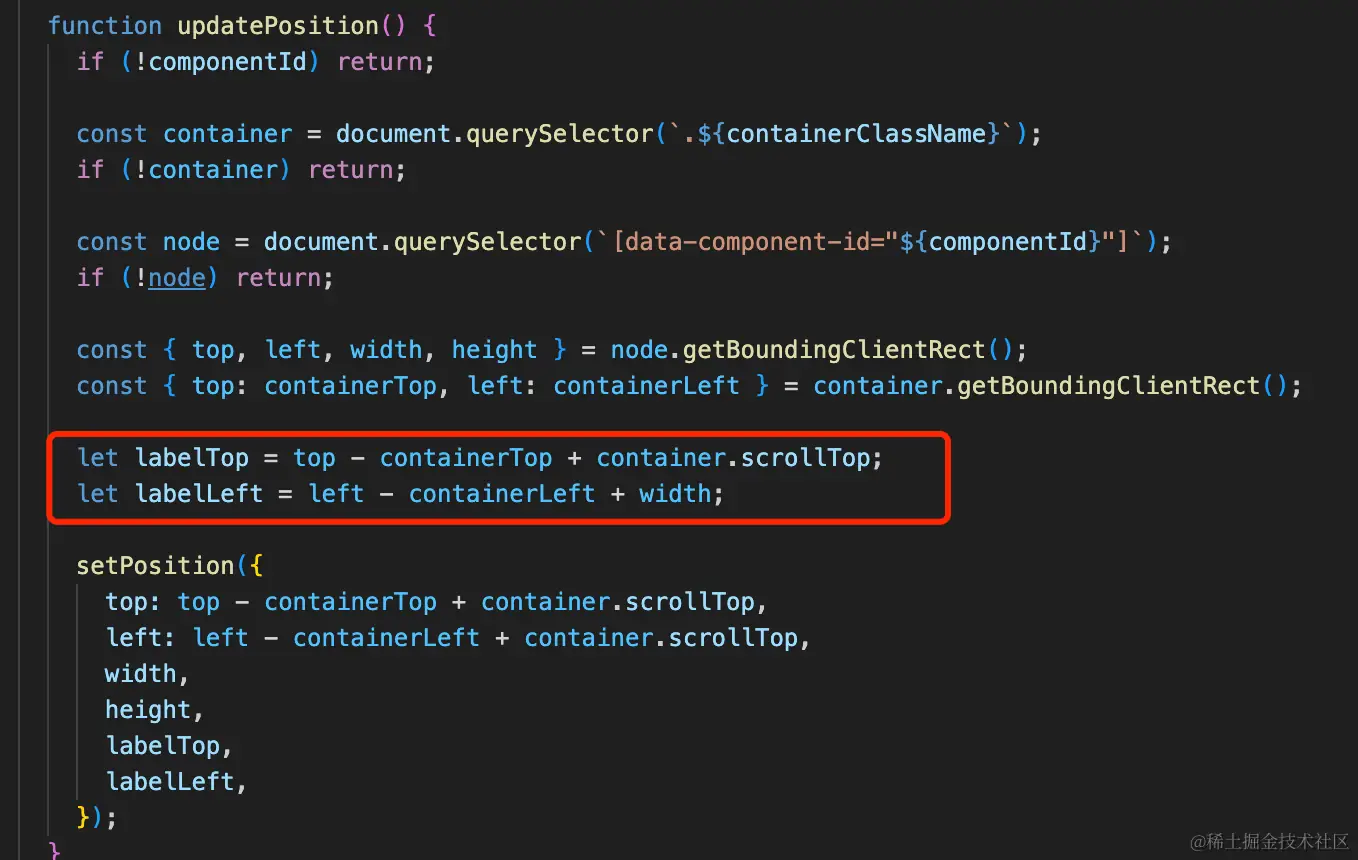 function updatePosition() {
if (!componentId) return;
const container = document.querySelector(`.${containerClassName}`);
if (!container) return;
const node = document.querySelector(`[data-component-id="${componentId}"]`);
if (!node) return;
const { top, left, width, height } = node.getBoundingClientRect();
const { top: containerTop, left: containerLeft } = container.getBoundingClientRect();
let labelTop = top - containerTop + container.scrollTop;
let labelLeft = left - containerLeft + width;
setPosition({
top: top - containerTop + container.scrollTop,
left: left - containerLeft + container.scrollTop,
width,
height,
labelTop,
labelLeft,
});
}
@稀土掘金技术社区